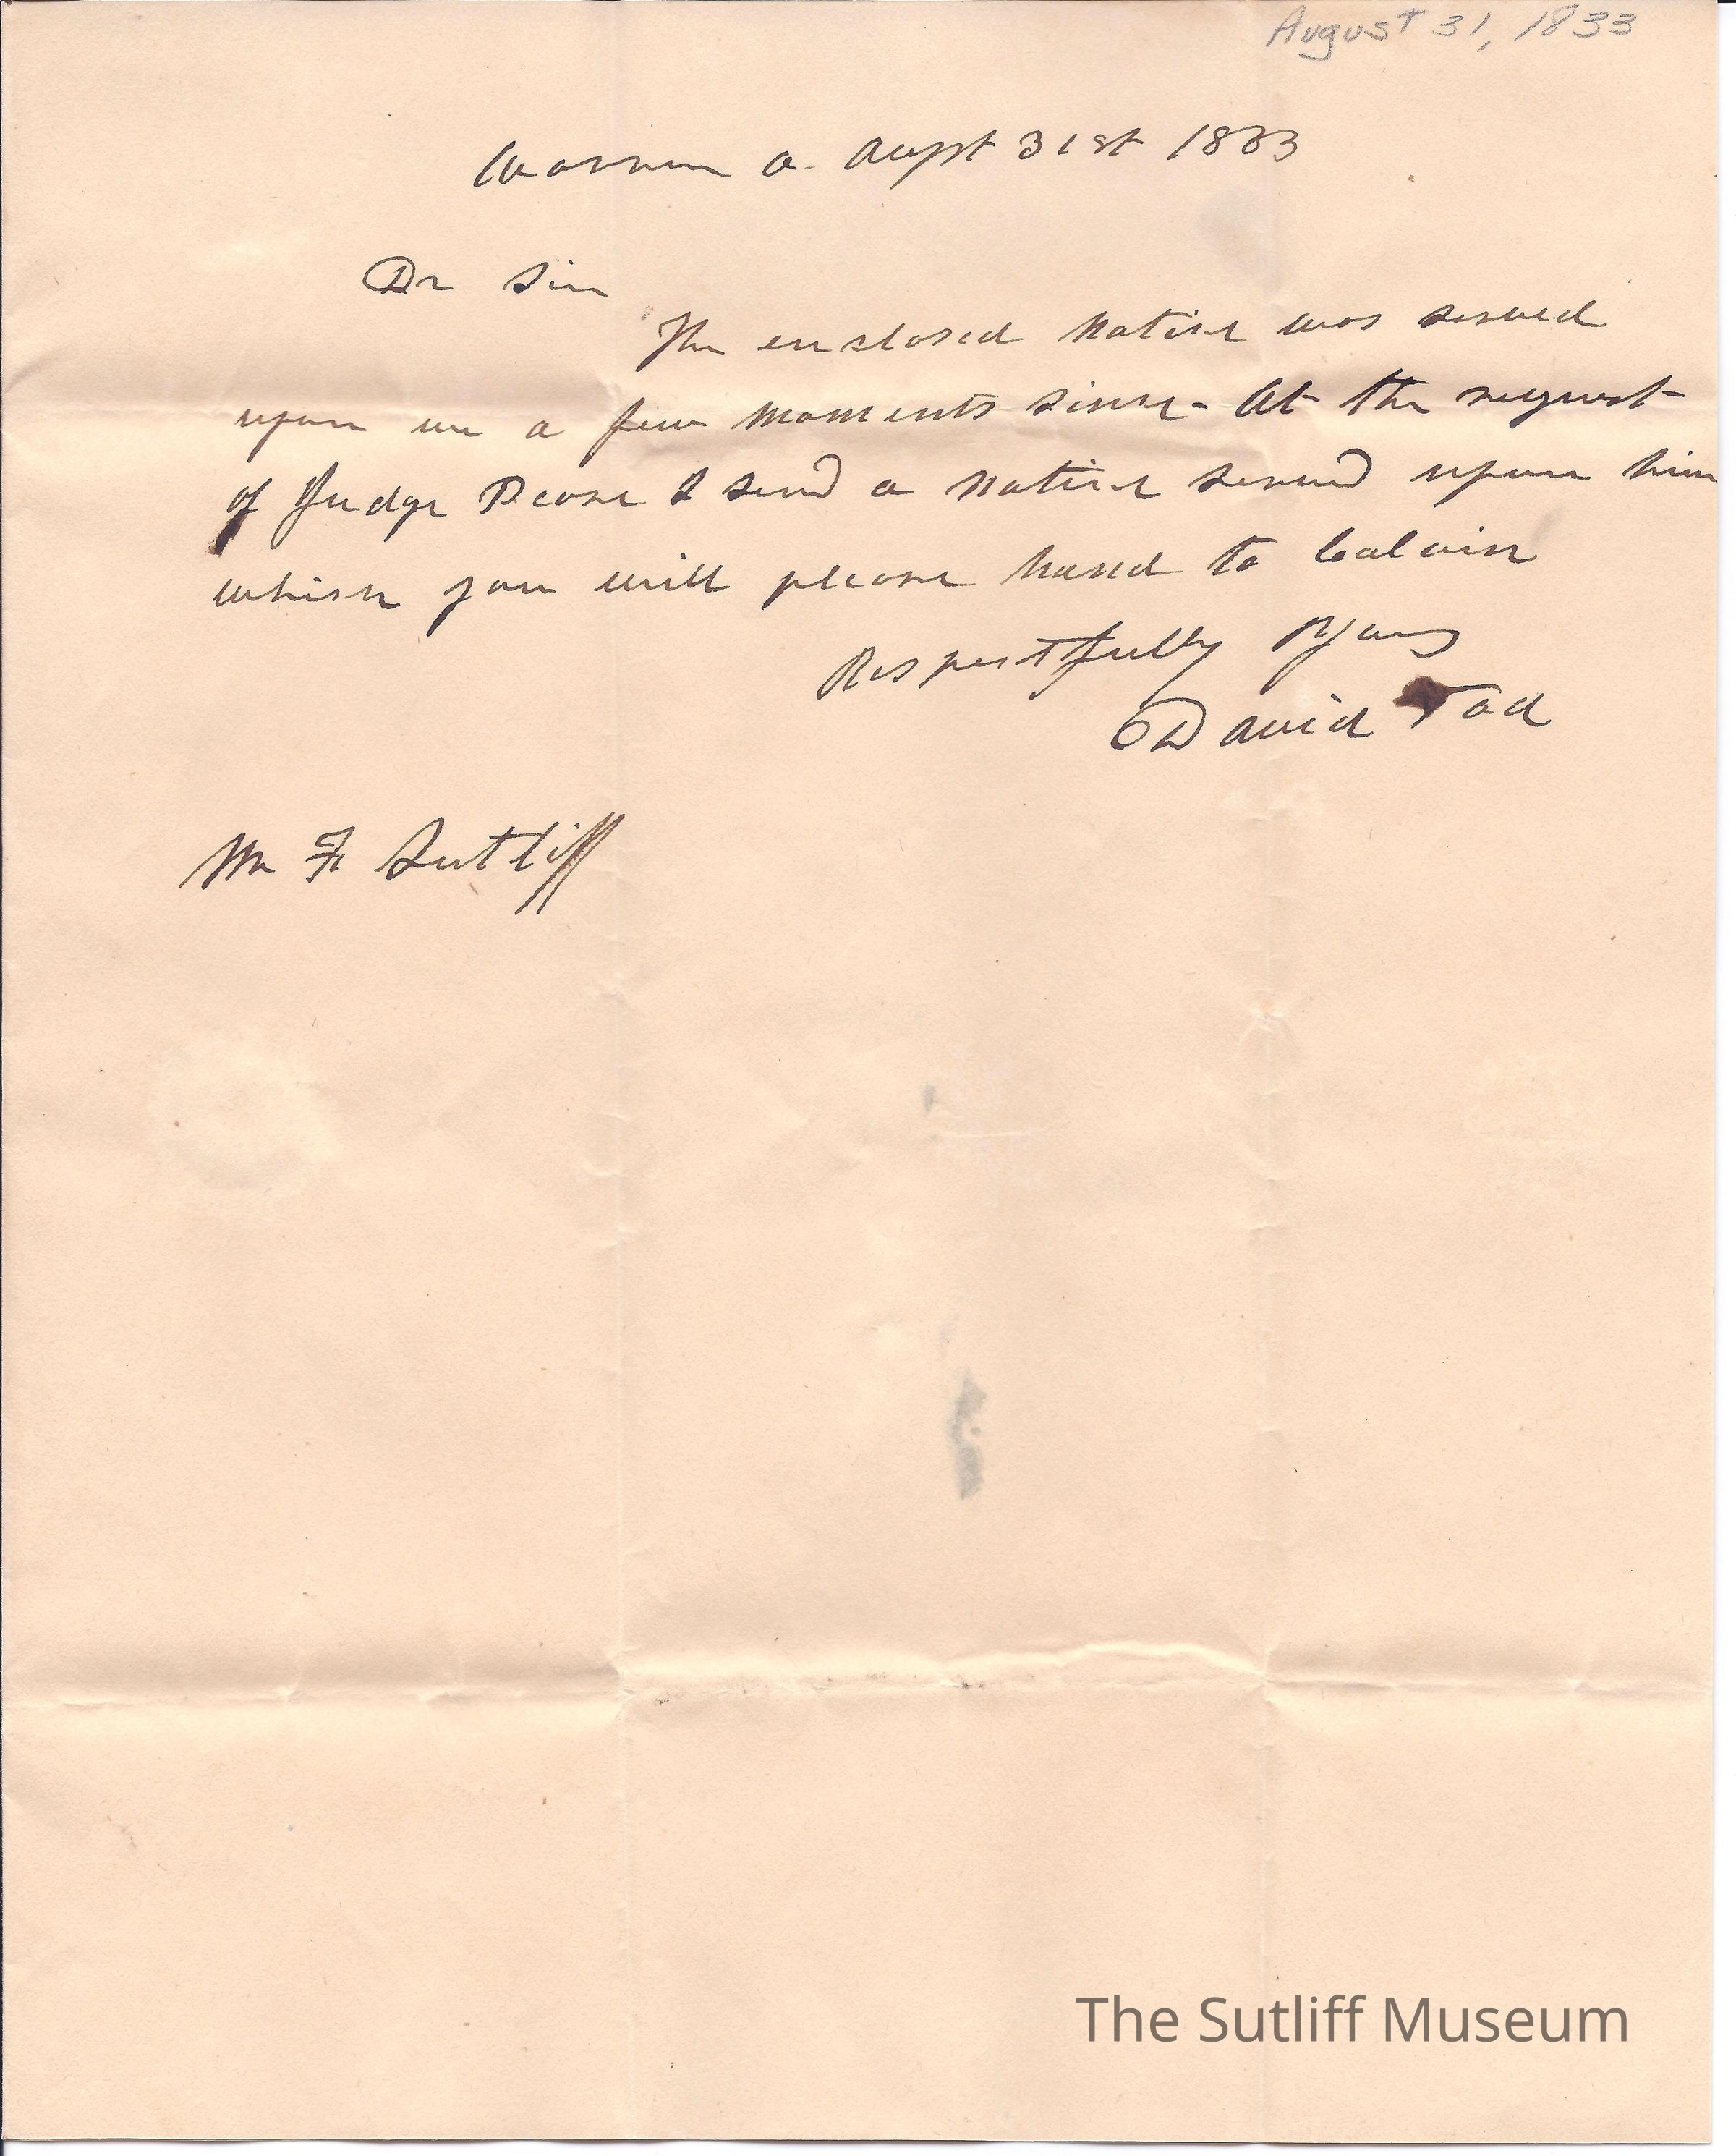 August 31, 1833
Warren O. Augst 31st 1833
Dr Sir
The enclosed notice was served
upon me a few moments since - At the request
of Judge Pease I send a notice served upon him
which you will please hand to Calvin
Respectfully Yours
David Tod
Mr F Sutliff
The Sutliff Museum